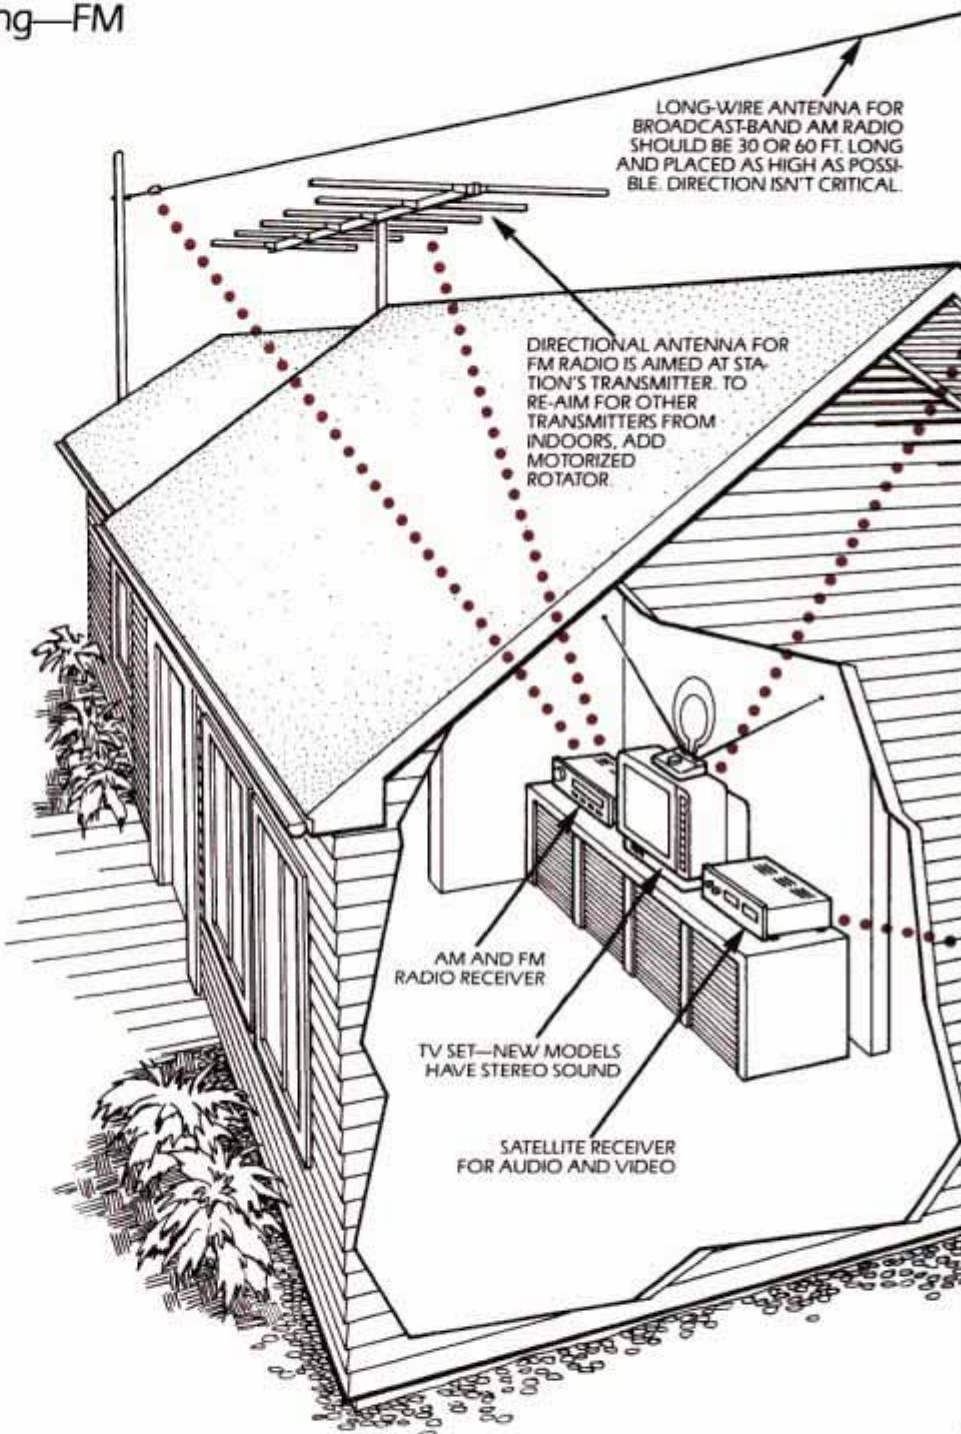 ng—FM
LONG-WIRE ANTENNA FOR
BROADCAST-BAND AM RADIO
SHOULD BE 30 OR 60 FT. LONG
AND PLACED AS HIGH AS POSSI-
BLE. DIRECTION ISN'T CRITICAL.
DIRECTIONAL ANTENNA FOR
FM RADIO IS AIMED AT STA-
TION'S TRANSMITTER. TO
RE-AIM FOR OTHER
TRANSMITTERS FROM
INDOORS, ADD
MOTORIZED
ROTATOR.
AM AND FM
RADIO RECEIVER
TV SET—NEW MODELS
HAVE STEREO SOUND
SATELLITE RECEIVER
FOR AUDIO AND VIDEO